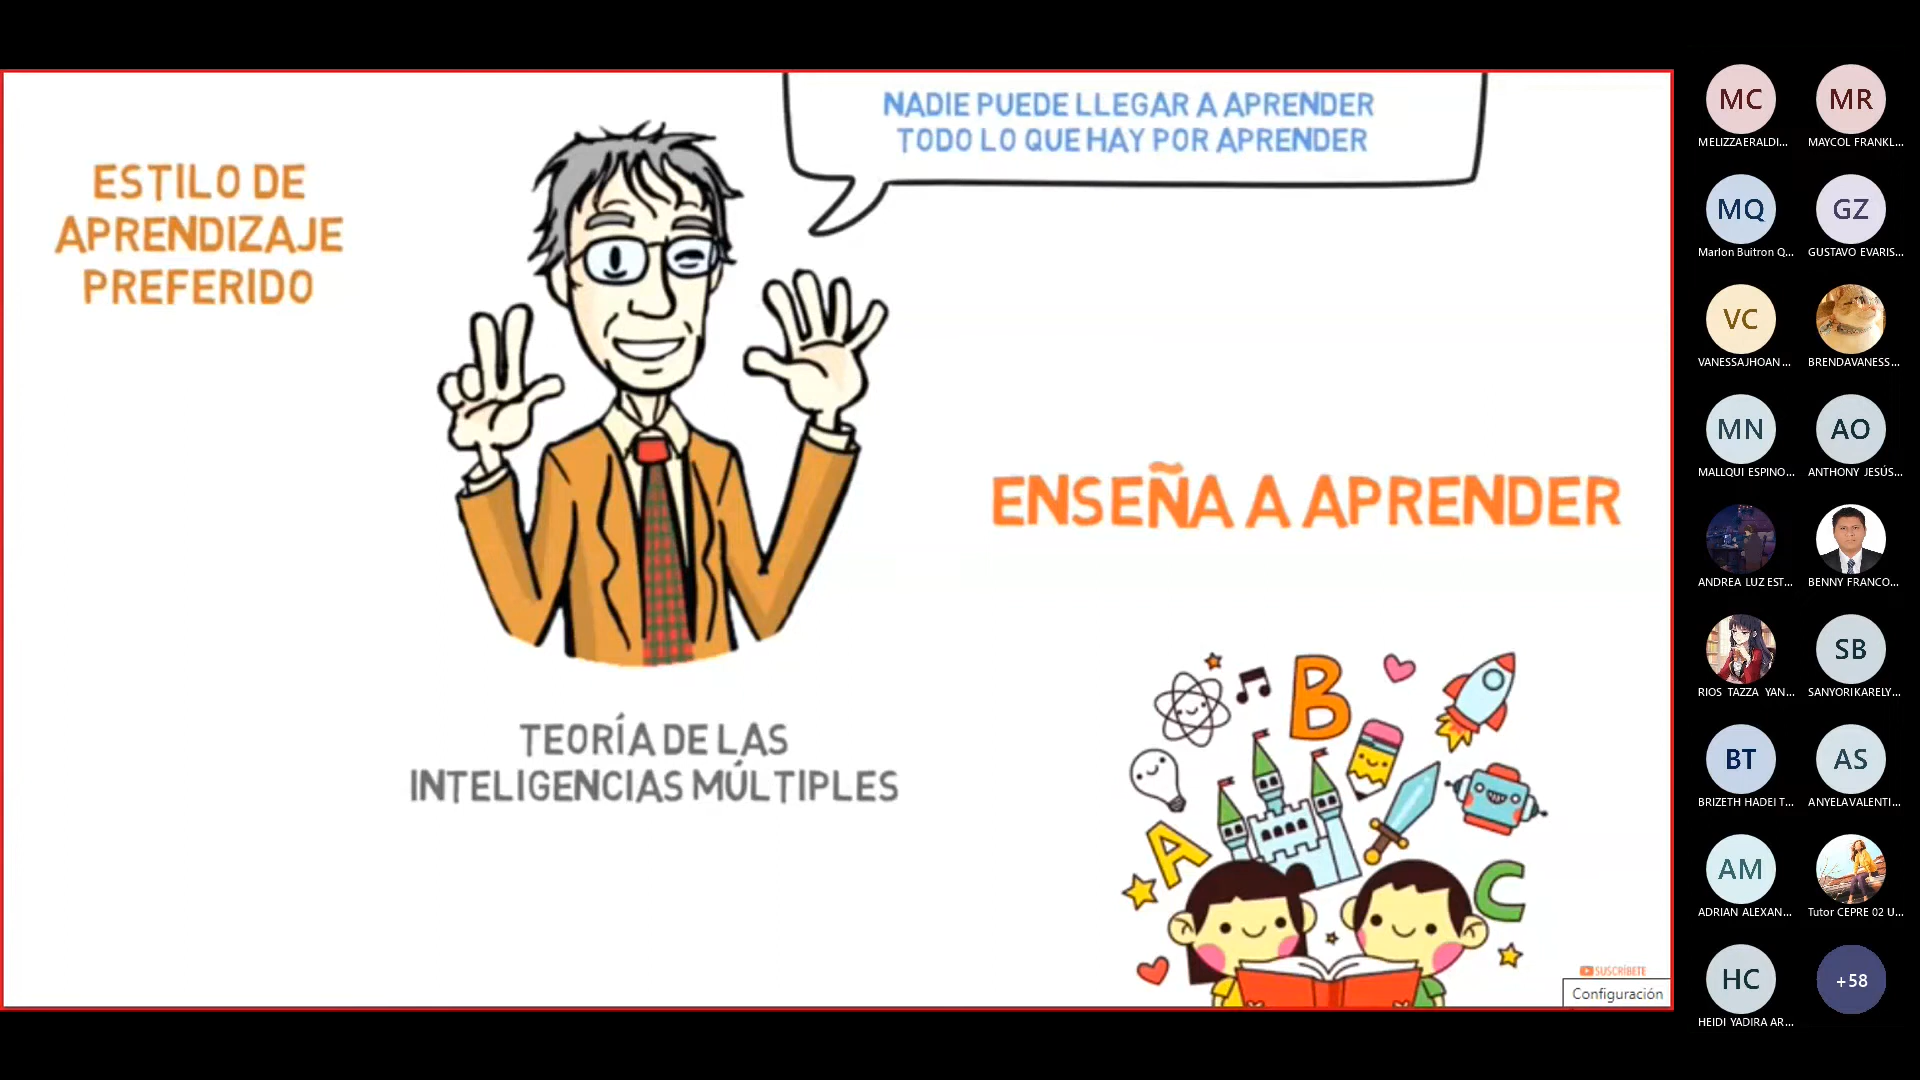 NADIE PUEDE LLEGAR A APRENDER
TODO LO QUE HAY POR APRENDER
ESTILO DE
APRENDIZAJE
PREFERIDO
ENSEÑA A APRENDER
TEORÍA DE LAS
INTELIGENCIAS MÚLTIPLES
B
A
C
SUSCRÍBETE
Configuración
MC
MR
MELIZZAERALDI...
MAYCOL FRANKL...
MQ
GZ
Marlon Buitron Q...
GUSTAVO EVARIS...
VC
VANESSAJHOAN...
BRENDAVANESS...
MN
AO
MALLQUI ESPINO...
ANTHONY JESÚS...
ANDREA LUZ EST...
BENNY FRANCO...
SB
RIOS TAZZA YAN...
SANYORIKARELY...
BT
AS
BRIZETH HADEI T...
ANYELAVALENTI...
AM
ADRIAN ALEXAN...
Tutor CEPRE 02 U...
HC
+58
HEIDI YADIRA AR...